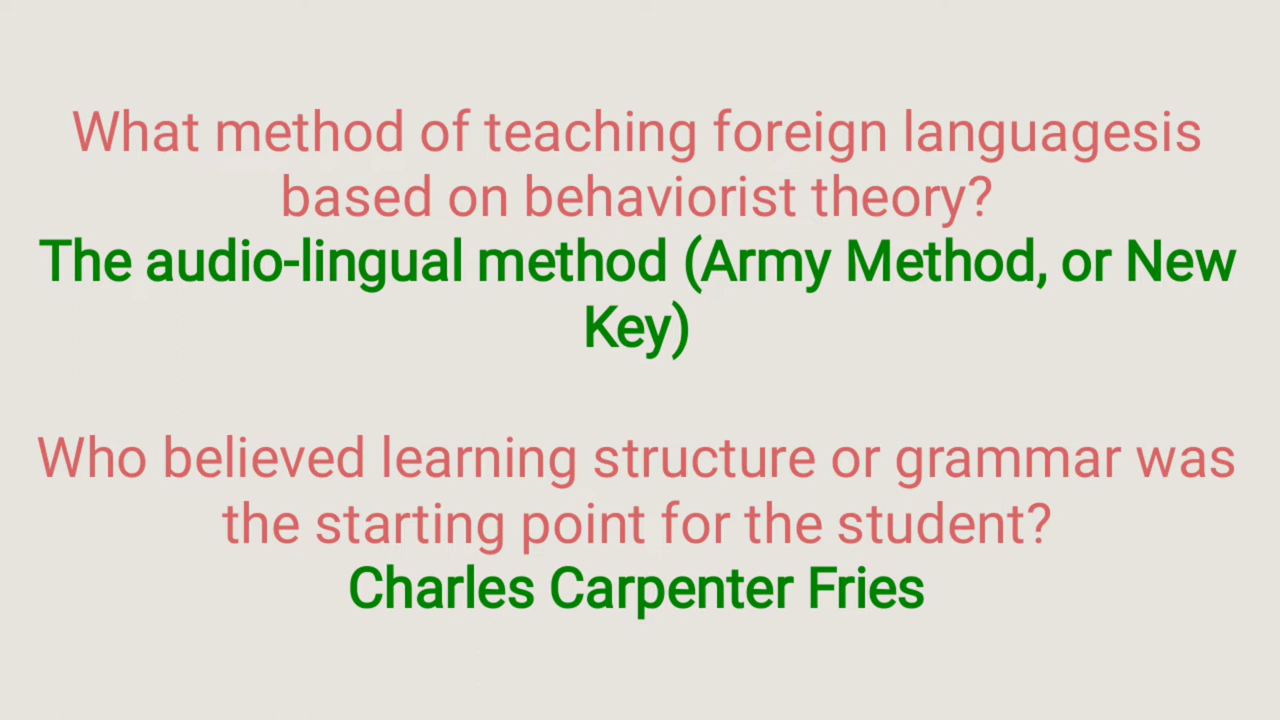 What method of teaching foreign languagesis
based on behaviorist theory?
The audio-lingual method (Army Method, or New
Key)
Who believed learning structure or grammar was
the starting point for the student?
Charles Carpenter Fries